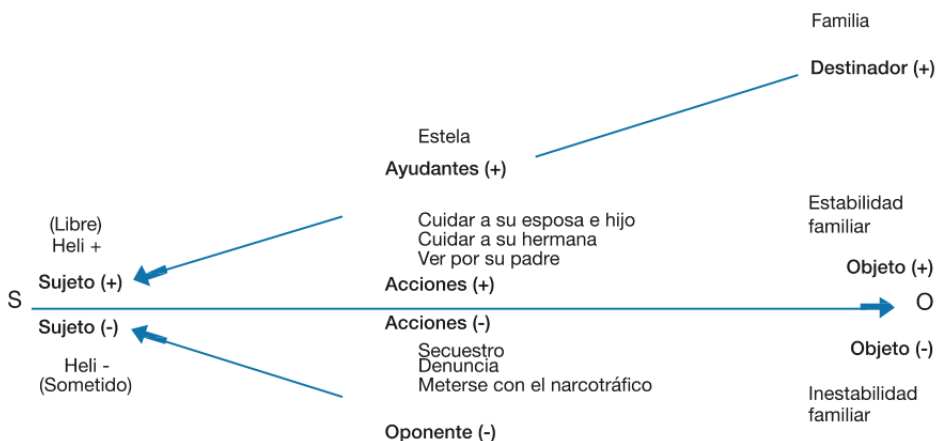 Familia
Destinador (+)
Estela
Ayudantes (+)
(Libre)
Heli +
Sujeto (+)
Cuidar a su esposa e hijo
Cuidar a su hermana
Ver por su padre
Acciones (+)
Estabilidad
familiar
Objeto (+)
S
O
Sujeto (-)
Heli -
(Sometido)
Acciones (-)
Secuestro
Denuncia
Meterse con el narcotráfico
Oponente (-)
Objeto (-)
Inestabilidad
familiar